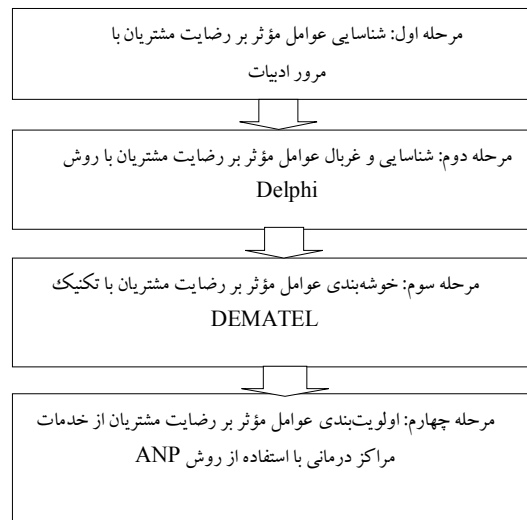 مرحله اول: شناسایی عوامل مؤثر بر رضایت مشتریان با
مرور ادبیات
مرحله دوم: شناسایی و غربال عوامل مؤثر بر رضایت مشتریان با روش
Delphi
مرحله سوم: خوشه‌بندی عوامل مؤثر بر رضایت مشتریان با تکنیک
DEMATEL
مرحله چهارم: اولویت‌بندی عوامل مؤثر بر رضایت مشتریان از خدمات
مراکز درمانی با استفاده از روش ANP